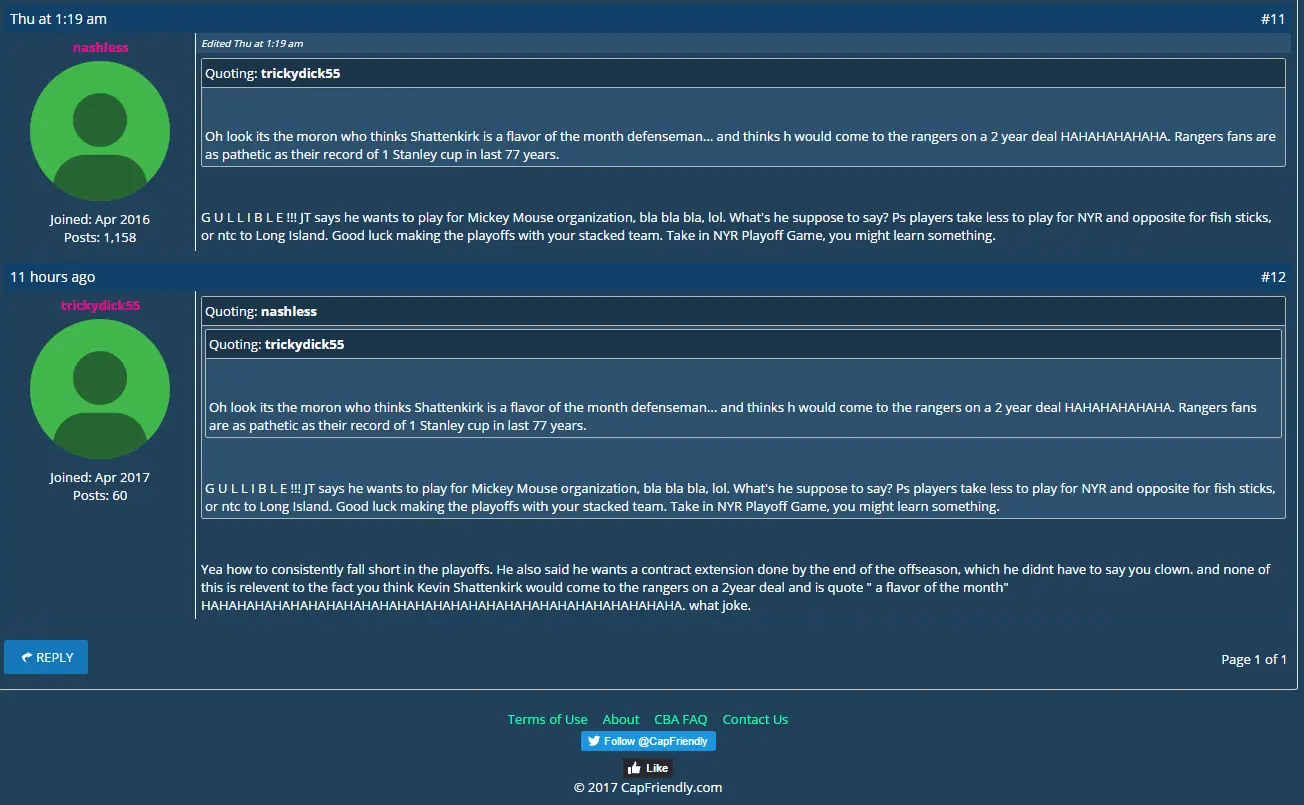 Thu at 1:19 am #11
nashless
Edited Thu at 1:19 am
Quoting: trickydick55
Oh look its the moron who thinks Shattenkirk is a flavor of the month defenseman... and thinks h would come to the rangers on a 2 year deal HAHAHAHAHAHA. Rangers fans are
as pathetic as their record of 1 Stanley cup in last 77 years.
Joined: Apr 2016
Posts: 1,158
G U L L I B L E !!! JT says he wants to play for Mickey Mouse organization, bla bla bla, lol. What's he suppose to say? Ps players take less to play for NYR and opposite for fish sticks,
or ntc to Long Island. Good luck making the playoffs with your stacked team. Take in NYR Playoff Game, you might learn something.
11 hours ago #12
trickydick55
Quoting: nashless
Quoting: trickydick55
Oh look its the moron who thinks Shattenkirk is a flavor of the month defenseman... and thinks h would come to the rangers on a 2 year deal HAHAHAHAHAHA. Rangers fans
are as pathetic as their record of 1 Stanley cup in last 77 years.
Joined: Apr 2017
Posts: 60
G U L L I B L E !!! JT says he wants to play for Mickey Mouse organization, bla bla bla, lol. What's he suppose to say? Ps players take less to play for NYR and opposite for fish sticks,
or ntc to Long Island. Good luck making the playoffs with your stacked team. Take in NYR Playoff Game, you might learn something.
Yea how to consistently fall short in the playoffs. He also said he wants a contract extension done by the end of the offseason, which he didnt have to say you clown. and none of
this is relevent to the fact you think Kevin Shattenkirk would come to the rangers on a 2year deal and is quote " a flavor of the month"
HAHAHAHAHAHAHAHAHAHAHAHAHAHAHAHAHAHAHAHAHAHAHAHAHAHAHA. what joke.
REPLY
Page 1 of 1
Terms of Use About CBA FAQ Contact Us
Follow @CapFriendly
Like
© 2017 CapFriendly.com